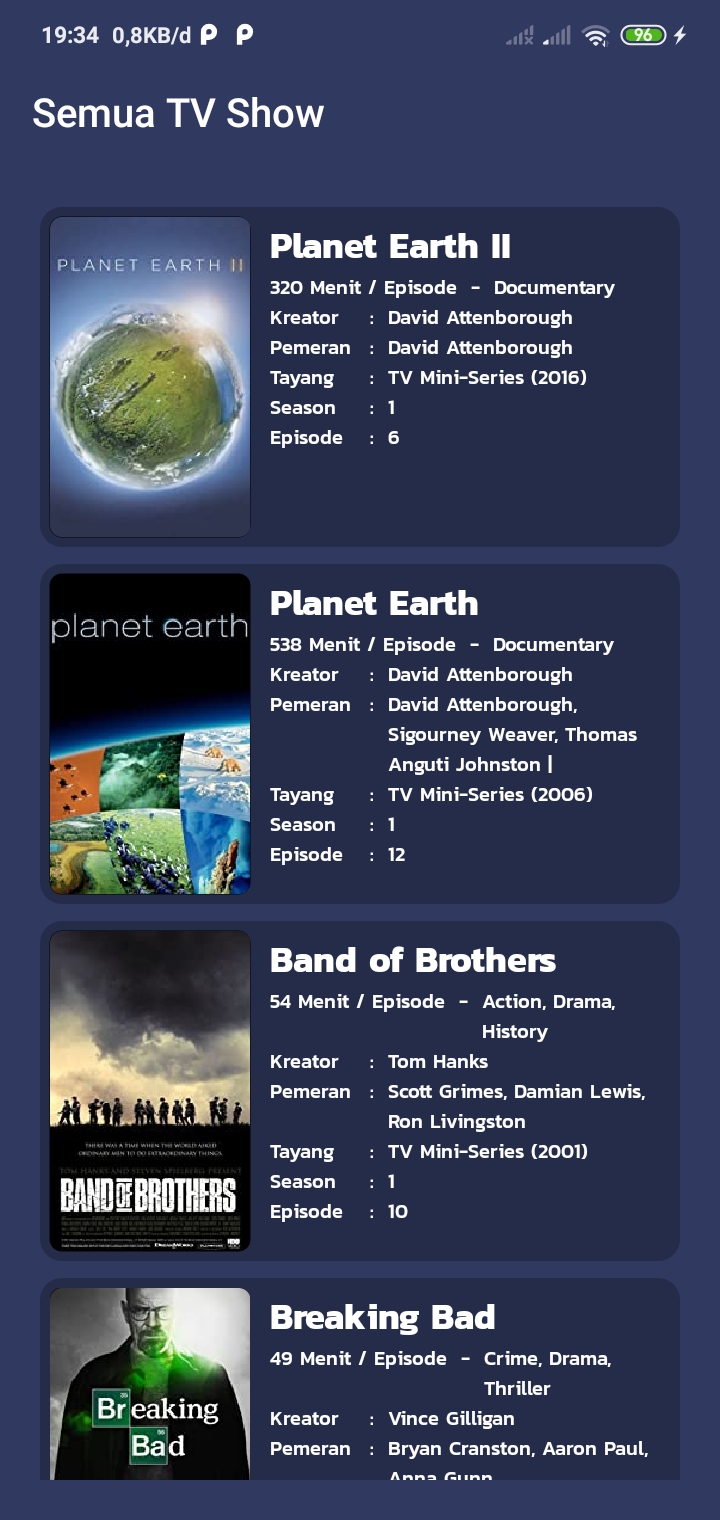 19:34 0,8KB/d
96
Semua TV Show
PLANET EARTH II
Planet Earth II
320 Menit / Episode - Documentary
Kreator : David Attenborough
Pemeran : David Attenborough
Tayang : TV Mini-Series (2016)
Season : 1
Episode : 6
planet earth
Planet Earth
538 Menit / Episode - Documentary
Kreator : David Attenborough
Pemeran : David Attenborough,
Sigourney Weaver, Thomas
Anguti Johnston |
Tayang : TV Mini-Series (2006)
Season : 1
Episode : 12
THERE WAS A TIME WHEN THE WORLD ASKED
ORDINARY MEN TO DO EXTRAORDINARY THINGS.
TOM HANKS AND STEVEN SPIELBERG PRESENT
BAND OF BROTHERS
HBO
Band of Brothers
54 Menit / Episode - Action, Drama,
History
Kreator : Tom Hanks
Pemeran : Scott Grimes, Damian Lewis,
Ron Livingston
Tayang : TV Mini-Series (2001)
Season : 1
Episode : 10
Breaking
Bad
Breaking Bad
49 Menit / Episode - Crime, Drama,
Thriller
Kreator : Vince Gilligan
Pemeran : Bryan Cranston, Aaron Paul,
Anna Gunn